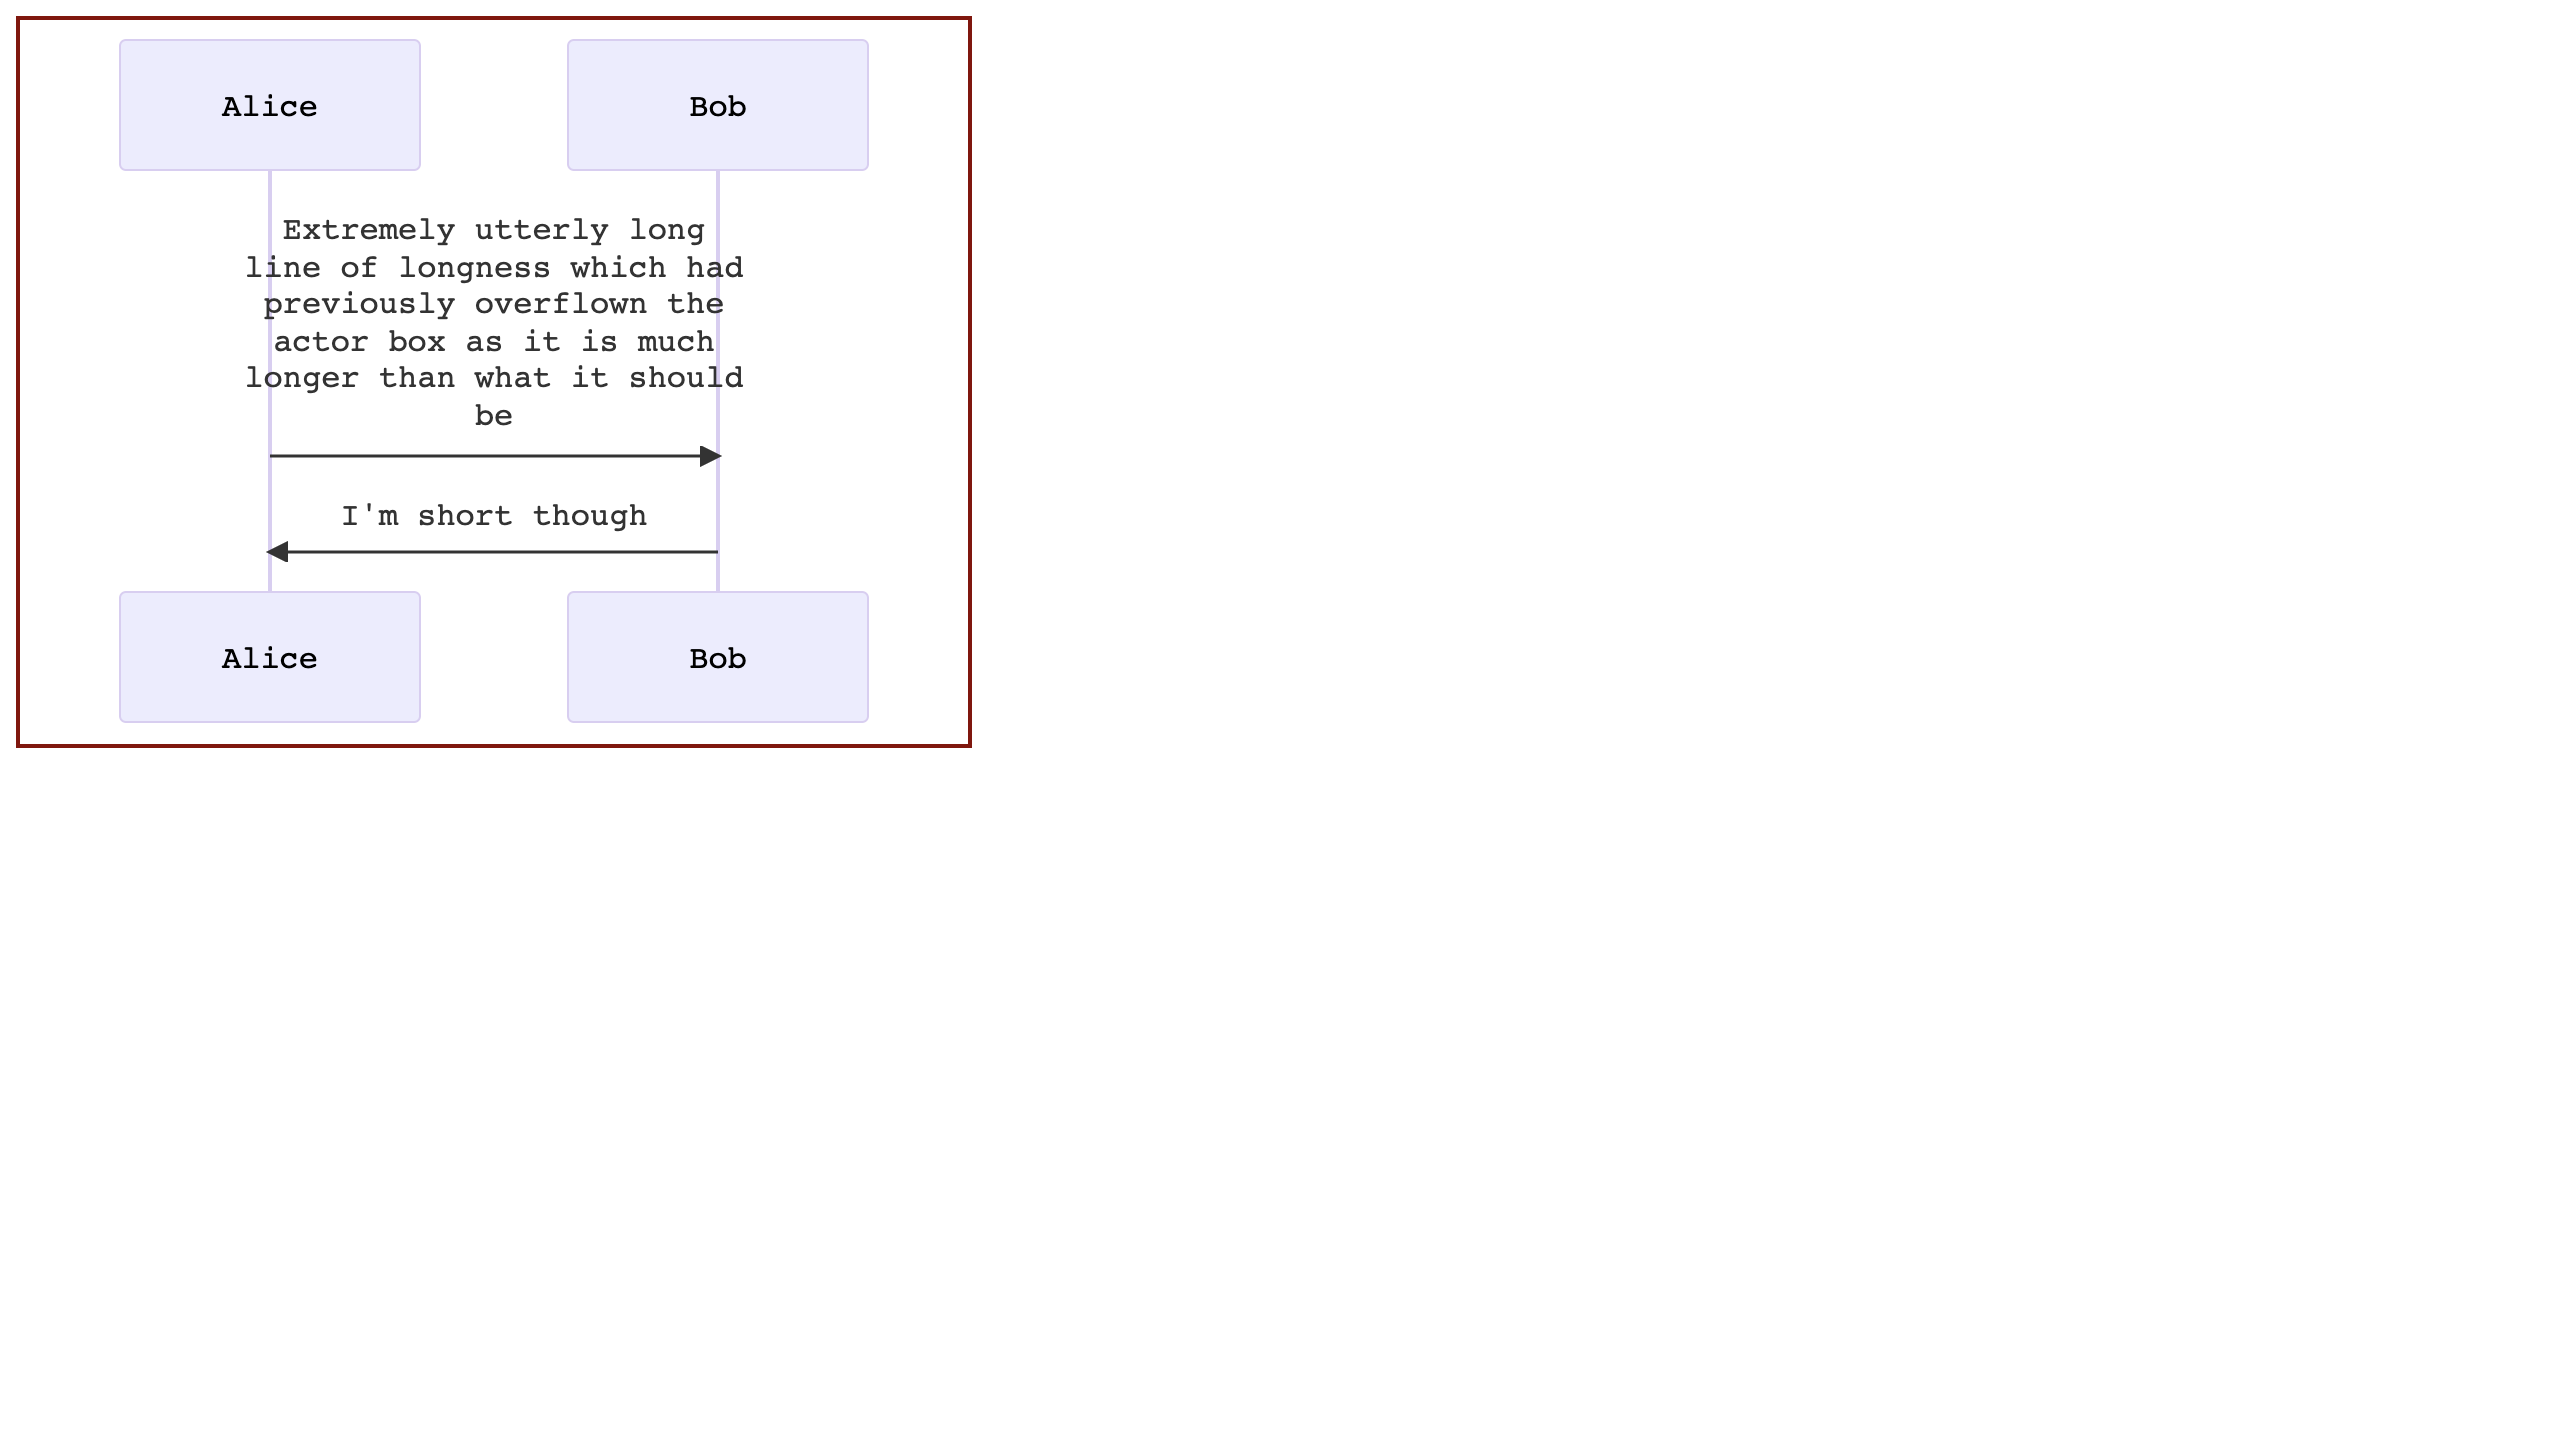 Alice
Bob
Extremely utterly long
line of longness which had
previously overflown the
actor box as it is much
longer than what it should
be
I'm short though
Alice
Bob